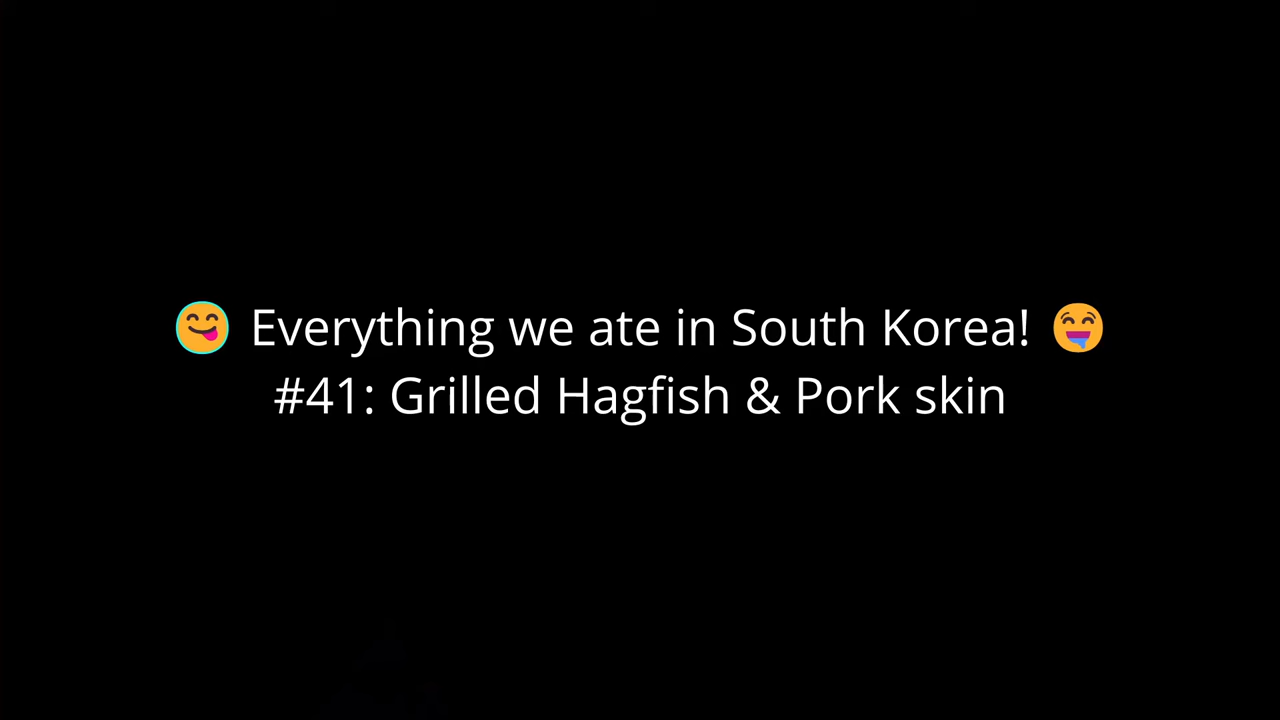 😋 Everything we ate in South Korea! 🤤
#41: Grilled Hagfish & Pork skin